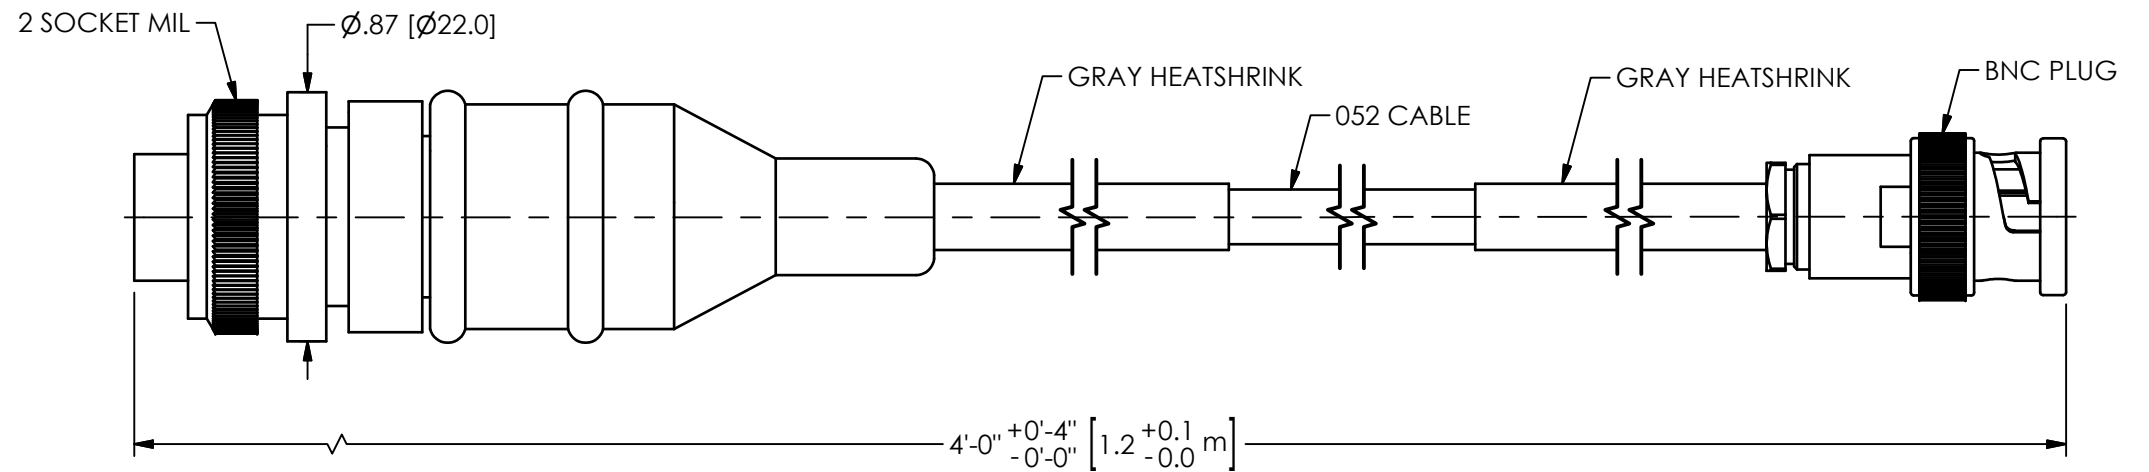 2 SOCKET MIL
Ø.87 [Ø22.0]
GRAY HEATSHRINK
052 CABLE
GRAY HEATSHRINK
BNC PLUG
4'-0" +0'-4" -0'-0" [1.2 +0.1 -0.0 m]